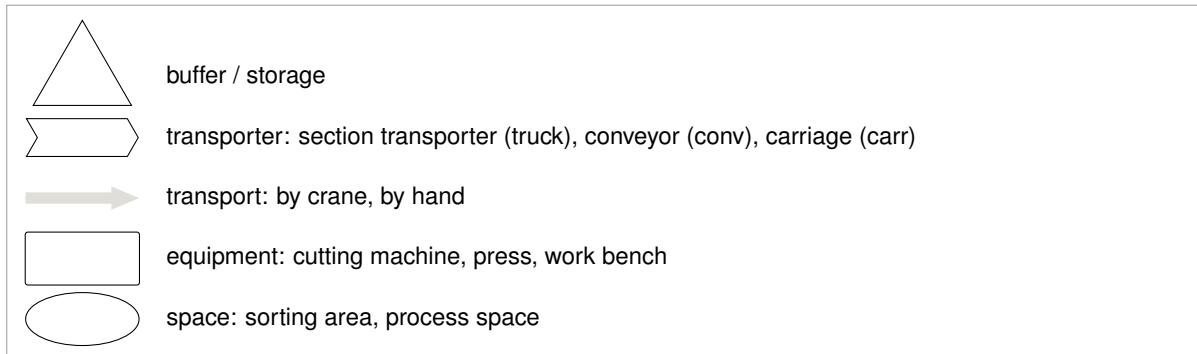 buffer / storage
transporter: section transporter (truck), conveyor (conv), carriage (carr)
transport: by crane, by hand
equipment: cutting machine, press, work bench
space: sorting area, process space